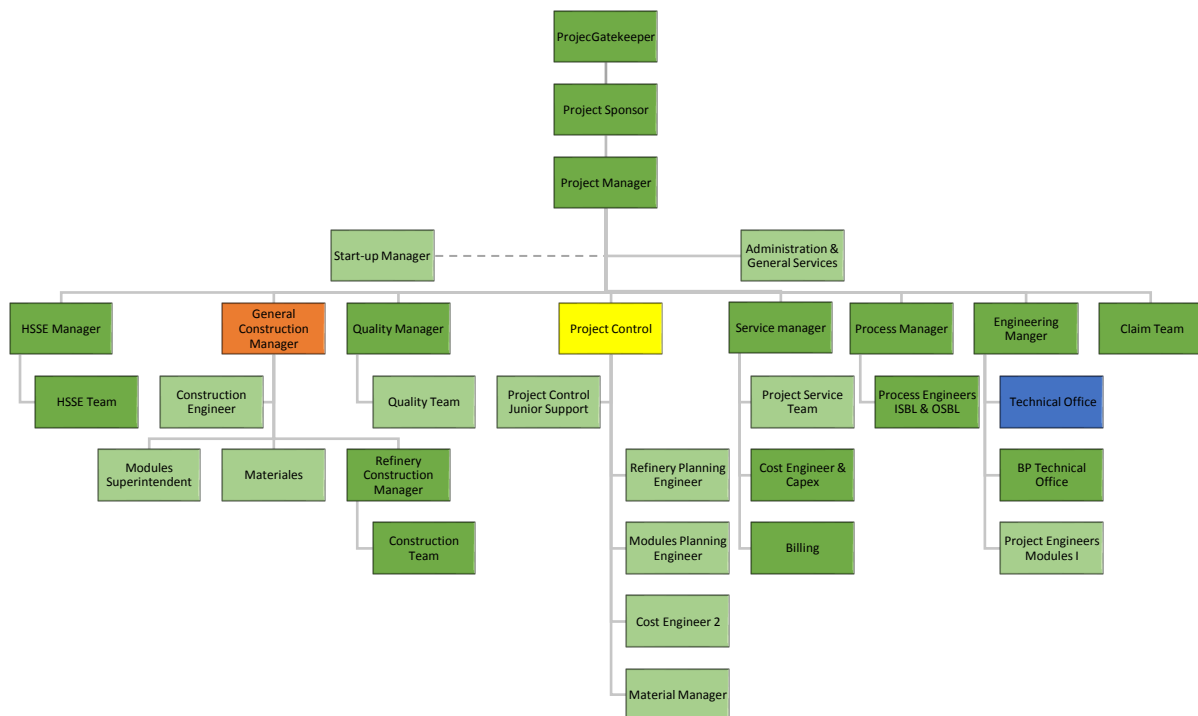 ProjecGatekeeper
Project Sponsor
Project Manager
Start-up Manager
Administration &
General Services
HSSE Manager
General
Construction
Manager
Quality Manager
Project Control
Service manager
Process Manager
Engineering
Manger
Claim Team
HSSE Team
Construction
Engineer
Quality Team
Project Control
Junior Support
Project Service
Team
Process Engineers
ISBL & OSBL
Technical Office
Modules
Superintendent
Materiales
Refinery
Construction
Manager
Refinery Planning
Engineer
Cost Engineer &
Capex
BP Technical
Office
Construction
Team
Modules Planning
Engineer
Billing
Project Engineers
Modules I
Cost Engineer 2
Material Manager